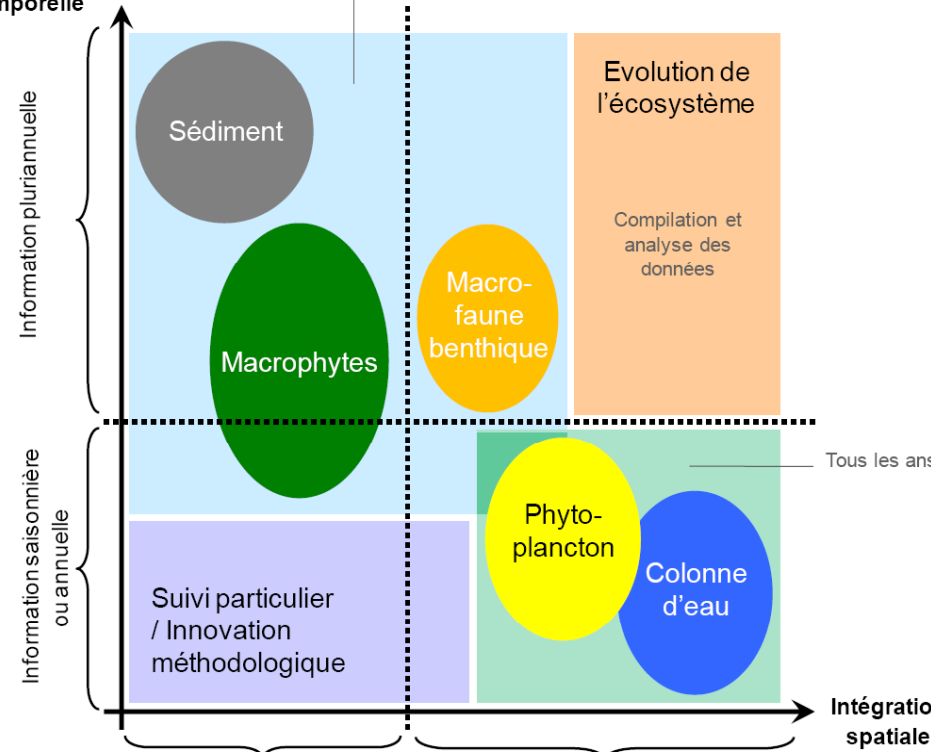 mporelle
Evolution de
l'écosystème
Sédiment
Information pluriannuelle
Compilation et
analyse des
données
Macro-
faune
benthique
Macrophytes
Tous les ans
Information saisonnière
ou annuelle
Phyto-
plancton
Colonne
d'eau
Suivi particulier
/ Innovation
méthodologique
Intégratio
spatiale